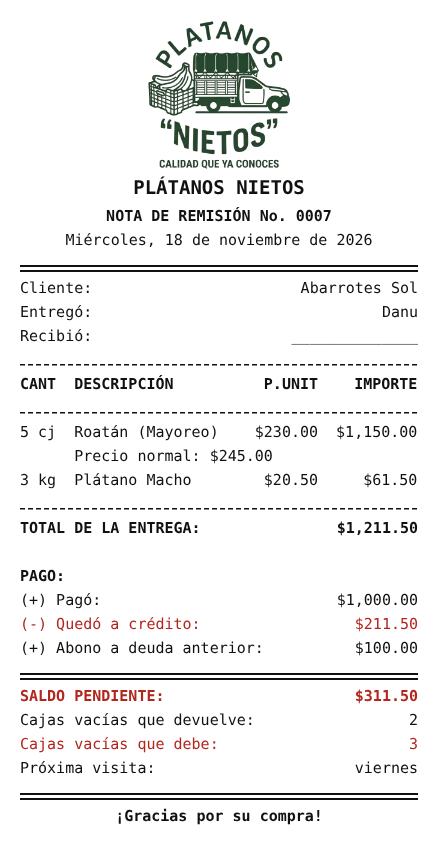 PLATANOS
“NIETOS”
CALIDAD QUE YA CONOCES
PLÁTANOS NIETOS
NOTA DE REMISIÓN No. 0007
Miércoles, 18 de noviembre de 2026
Cliente: Abarrotes Sol
Entregó: Danu
Recibió: ______________
CANT DESCRIPCIÓN P.UNIT IMPORTE
5 cj Roatán (Mayoreo) $230.00 $1,150.00
Precio normal: $245.00
3 kg Plátano Macho $20.50 $61.50
TOTAL DE LA ENTREGA: $1,211.50
PAGO:
(+) Pagó: $1,000.00
(-) Quedó a crédito: $211.50
(+) Abono a deuda anterior: $100.00
SALDO PENDIENTE: $311.50
Cajas vacías que devuelve: 2
Cajas vacías que debe: 3
Próxima visita: viernes
¡Gracias por su compra!